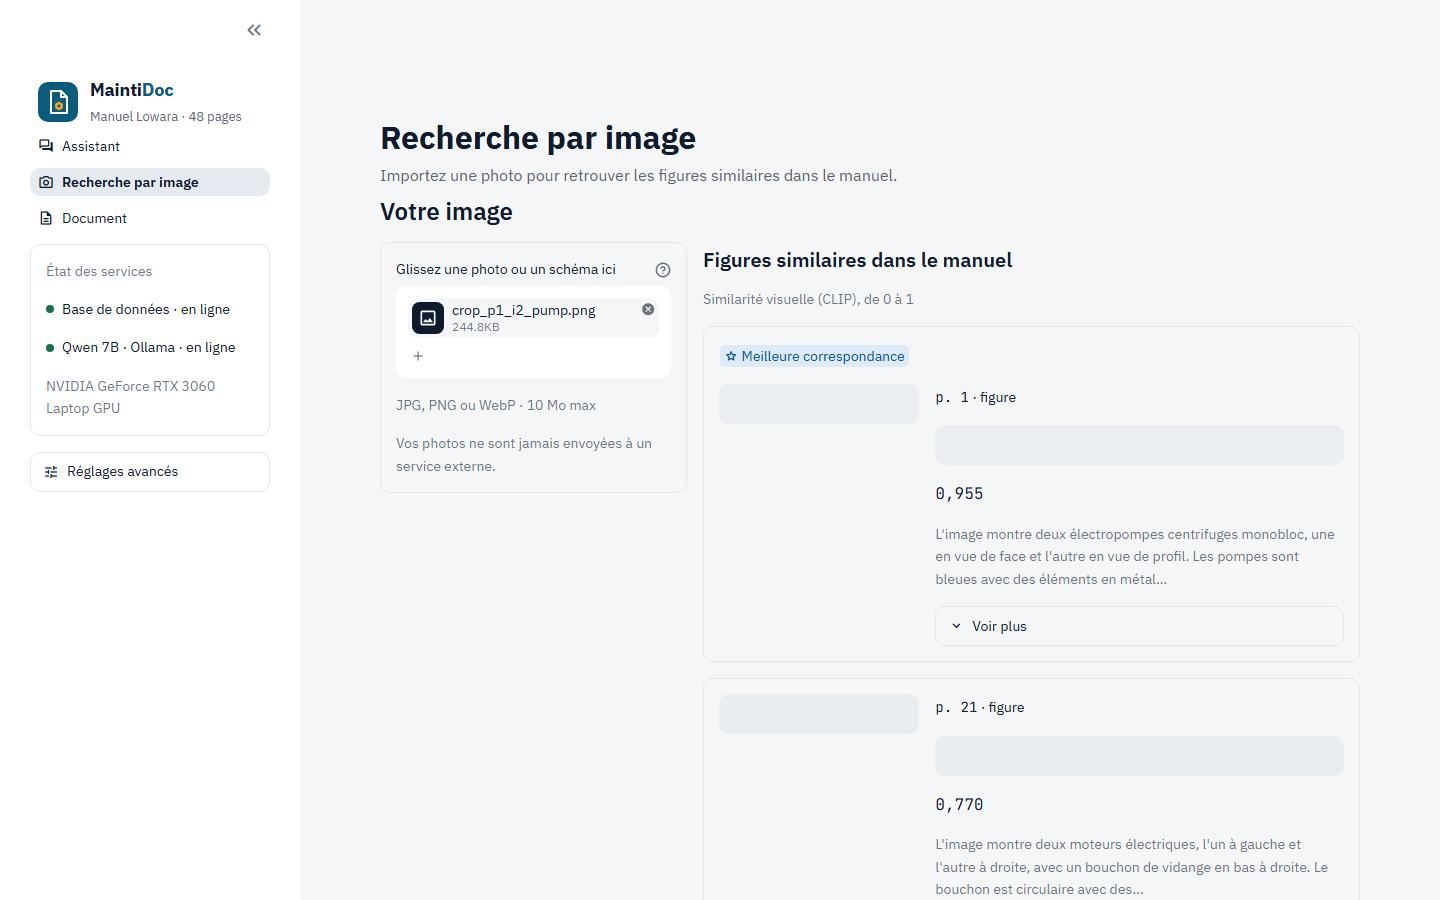 MaintiDoc
Manuel Lowara · 48 pages
Assistant
Recherche par image
Document
État des services
Base de données · en ligne
Qwen 7B · Ollama · en ligne
NVIDIA GeForce RTX 3060
Laptop GPU
Réglages avancés
Recherche par image
Importez une photo pour retrouver les figures similaires dans le manuel.
Votre image
Glissez une photo ou un schéma ici
crop_p1_i2_pump.png
244.8KB
JPG, PNG ou WebP · 10 Mo max
Vos photos ne sont jamais envoyées à un
service externe.
Figures similaires dans le manuel
Similarité visuelle (CLIP), de 0 à 1
Meilleure correspondance
p. 1 · figure
0,955
L'image montre deux électropompes centrifuges monobloc, une
en vue de face et l'autre en vue de profil. Les pompes sont
bleues avec des éléments en métal…
Voir plus
p. 21 · figure
0,770
L'image montre deux moteurs électriques, l'un à gauche et
l'autre à droite, avec un bouchon de vidange en bas à droite. Le
bouchon est circulaire avec des…